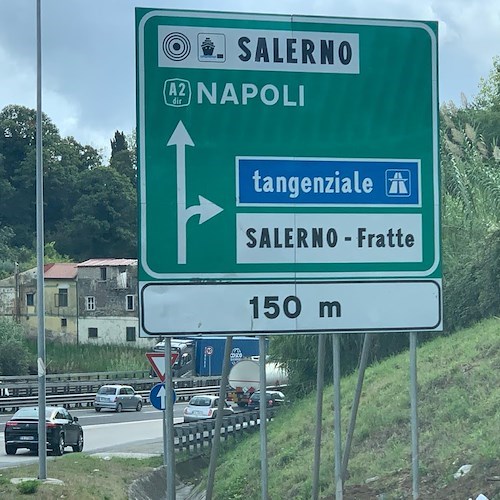 SALERNO
A2
dir
NAPOLI
tangenziale
SALERNO - Fratte
150 m